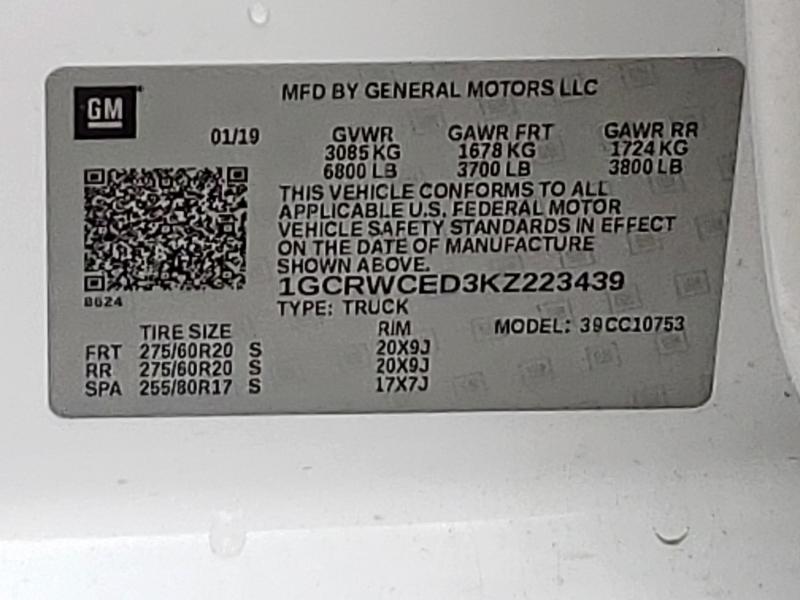 GM
MFD BY GENERAL MOTORS LLC
01/19
GVWR GAWR FRT GAWR RR
3085 KG 1678 KG 1724 KG
6800 LB 3700 LB 3800 LB
THIS VEHICLE CONFORMS TO ALL
APPLICABLE U.S. FEDERAL MOTOR
VEHICLE SAFETY STANDARDS IN EFFECT
ON THE DATE OF MANUFACTURE
SHOWN ABOVE.
1GCRWCED3KZ223439
8624
TYPE: TRUCK
TIRE SIZE RIM MODEL: 39CC10753
FRT 275/60R20 S 20X9J
RR 275/60R20 S 20X9J
SPA 255/80R17 S 17X7J